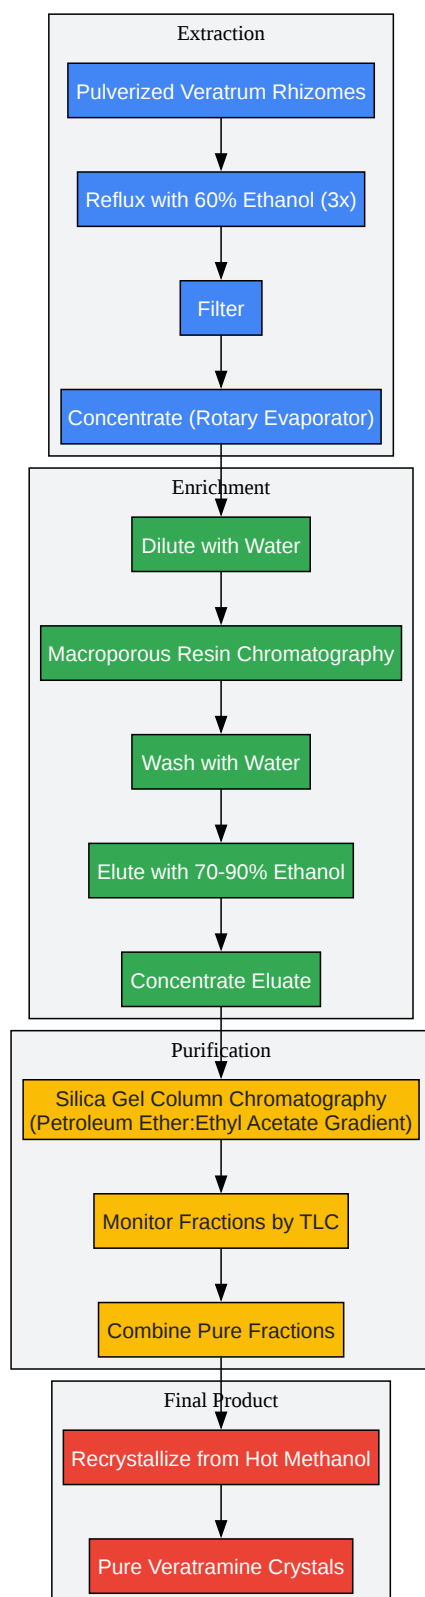 Extraction
Pulverized Veratrum Rhizomes
Reflux with 60% Ethanol (3x)
Filter
Concentrate (Rotary Evaporator)
Enrichment
Dilute with Water
Macroporous Resin Chromatography
Wash with Water
Elute with 70-90% Ethanol
Concentrate Eluate
Purification
Silica Gel Column Chromatography
(Petroleum Ether:Ethyl Acetate Gradient)
Monitor Fractions by TLC
Combine Pure Fractions
Final Product
Recrystallize from Hot Methanol
Pure Veratramine Crystals